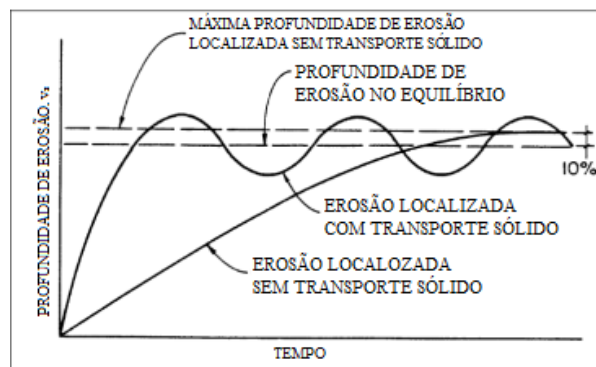 MÁXIMA PROFUNDIDADE DE EROSÃO
LOCALIZADA SEM TRANSPORTE SÓLIDO
PROFUNDIDADE DE
EROSÃO NO EQUILÍBRIO
10%
EROSÃO LOCALIZADA
COM TRANSPORTE SÓLIDO
EROSÃO LOCALOZADA
SEM TRANSPORTE SÓLIDO
PROFUNDIDADE DE EROSÃO.
TEMPO